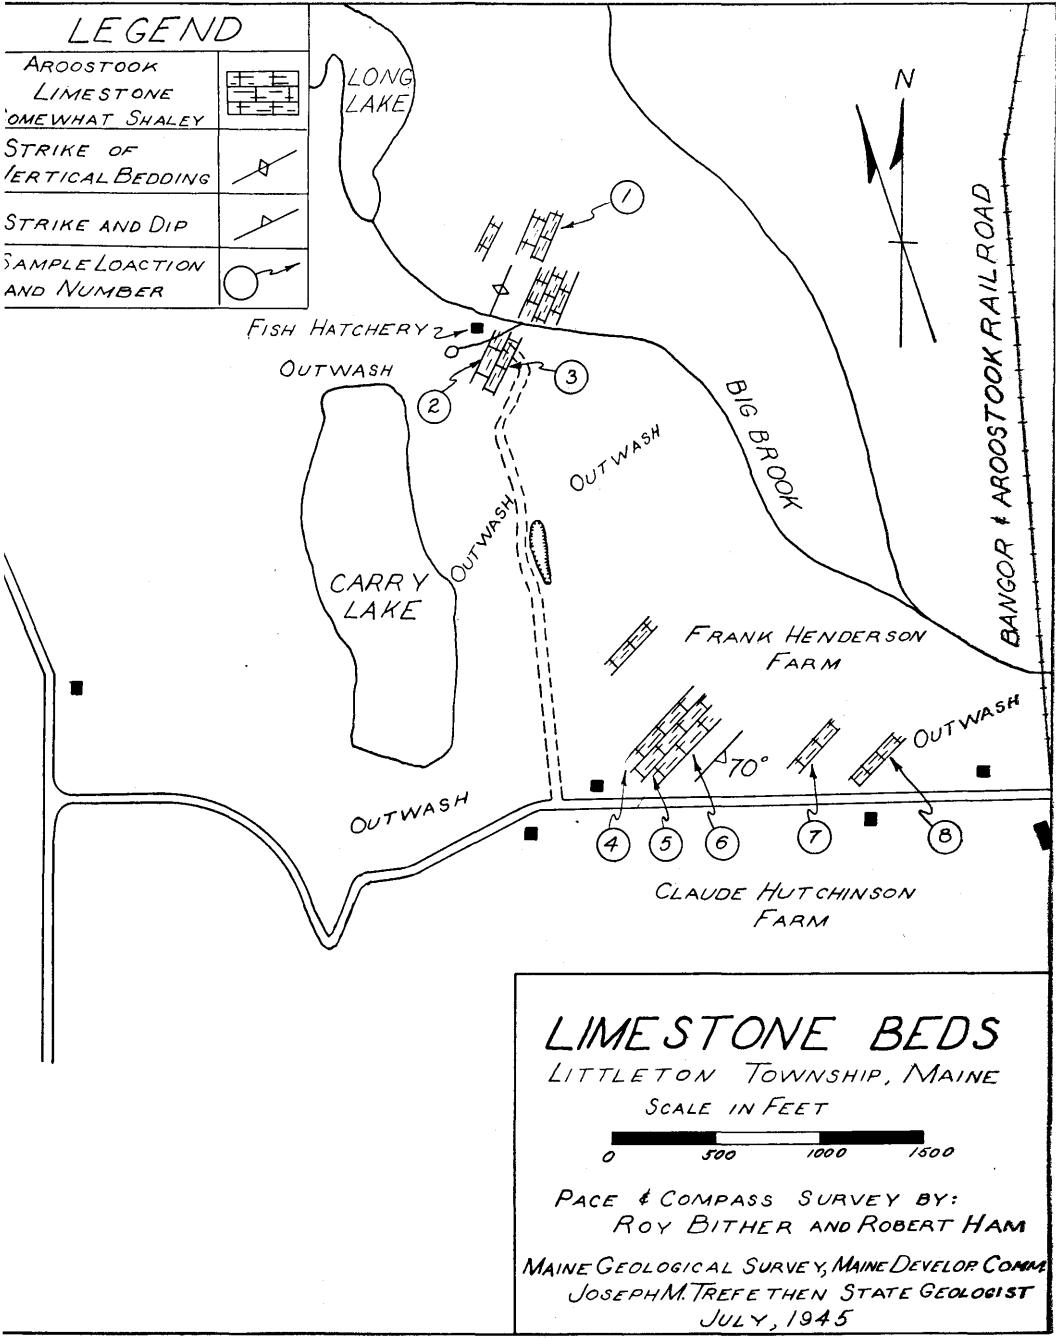 LEGEND
AROOSTOOK
LIMESTONE
OMEWHAT SHALEY
STRIKE OF
VERTICAL BEDDING
STRIKE AND DIP
SAMPLE LOACTION
AND NUMBER
LONG
LAKE
N
1
FISH HATCHERY
OUTWASH
2
3
BIG BROOK
BANGOR & AROOSTOOK RAILROAD
OUTWASH
OUTWASH
CARRY
LAKE
FRANK HENDERSON
FARM
OUTWASH
70°
OUTWASH
4
5
6
7
8
CLAUDE HUTCHINSON
FARM
LIMESTONE BEDS
LITTLETON TOWNSHIP, MAINE
SCALE IN FEET
0 500 1000 1500
PACE & COMPASS SURVEY BY:
ROY BITHER AND ROBERT HAM
MAINE GEOLOGICAL SURVEY, MAINE DEVELOP. COMM
JOSEPH M. TREFETHEN STATE GEOLOGIST
JULY, 1945